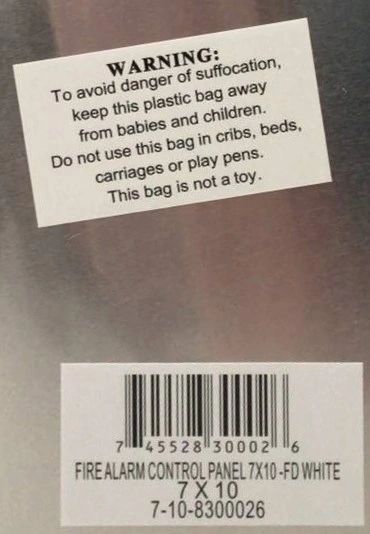 WARNING:
To avoid danger of suffocation,
keep this plastic bag away
from babies and children.
Do not use this bag in cribs, beds,
carriages or play pens.
This bag is not a toy.
7 45528 30002 6
FIRE ALARM CONTROL PANEL 7X10 -FD WHITE
7 X 10
7-10-8300026